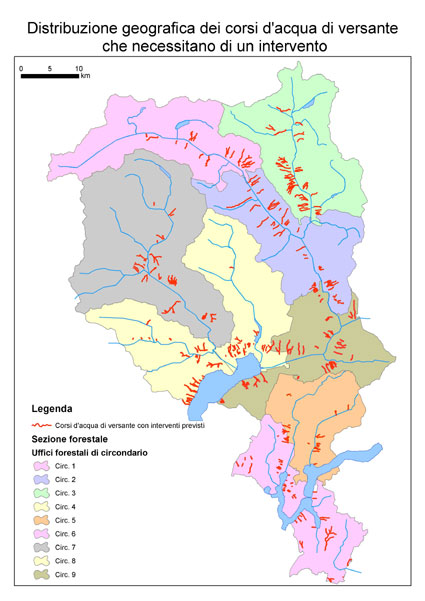 Distribuzione geografica dei corsi d'acqua di versante
che necessitano di un intervento
0 5 10
km
Legenda
Corsi d'acqua di versante con interventi previsti
Sezione forestale
Uffici forestali di circondario
Circ. 1
Circ. 2
Circ. 3
Circ. 4
Circ. 5
Circ. 6
Circ. 7
Circ. 8
Circ. 9